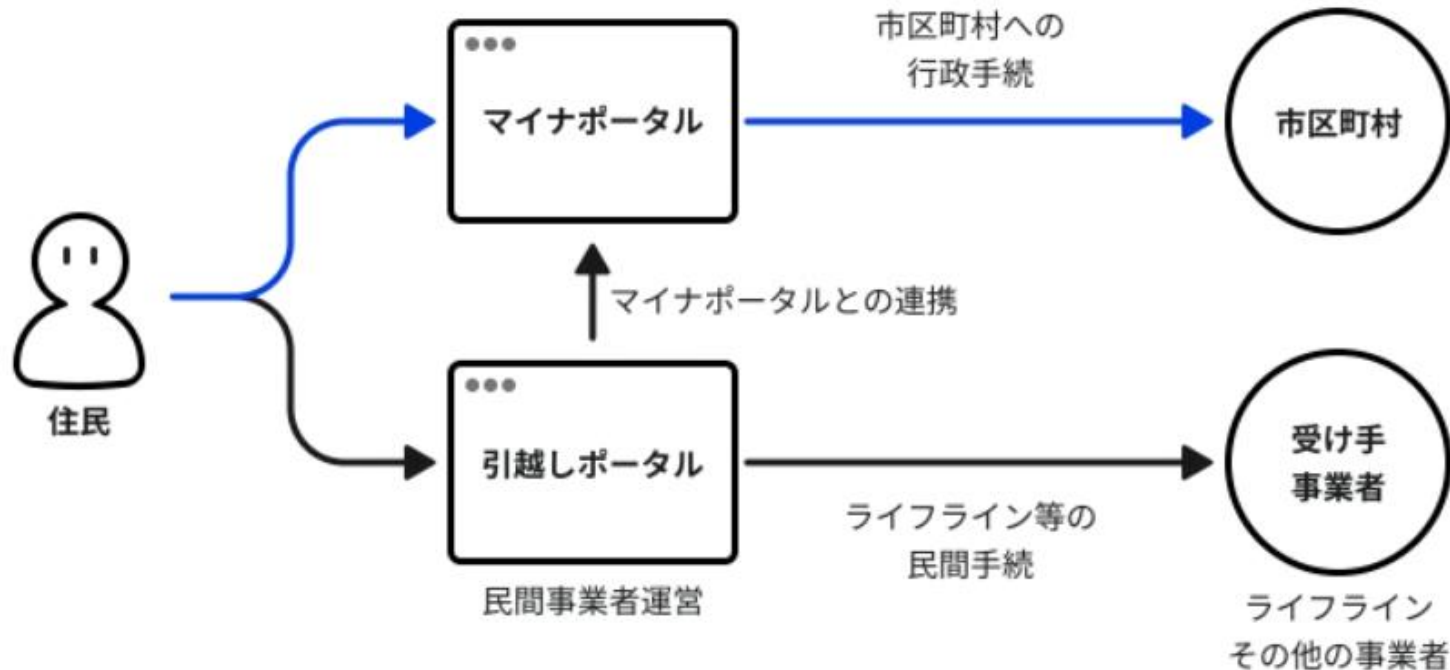 市区町村への
行政手続
マイナポータル
市区町村
マイナポータルとの連携
住民
引越しポータル
受け手
事業者
ライフライン等の
民間手続
民間事業者運営
ライフライン
その他の事業者